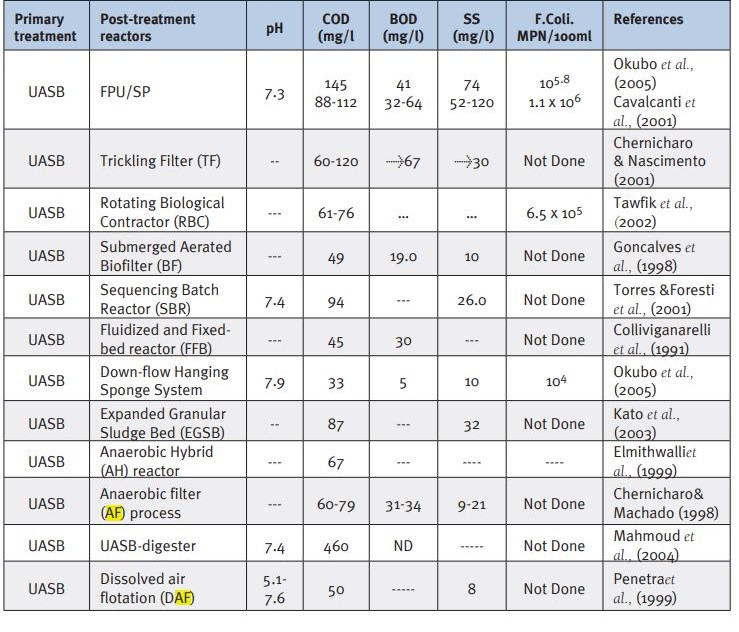 Primary treatment | Post-treatment reactors | pH | COD (mg/l | BOD (mg/l) | SS (mg/l) | F.Coli. MPN/100ml | References
UASB | FPU/SP | 7.3 | 145 88-112 | 41 32-64 | 74 52-120 | 10^5.8 1.1 x 10^6 | Okubo et al., (2005) Cavalcanti et al., (2001)
UASB | Trickling Filter (TF) | -- | 60-120 | ⇢67 | ⇢30 | Not Done | Chernicharo & Nascimento (2001)
UASB | Rotating Biological Contractor (RBC) | --- | 61-76 | ... | ... | 6.5 x 10^5 | Tawfik et al., (2002)
UASB | Submerged Aerated Biofilter (BF) | --- | 49 | 19.0 | 10 | Not Done | Goncalves et al., (1998)
UASB | Sequencing Batch Reactor (SBR) | 7.4 | 94 | --- | 26.0 | Not Done | Torres &Foresti et al., (2001)
UASB | Fluidized and Fixed-bed reactor (FFB) | --- | 45 | 30 | --- | Not Done | Colliviganarelli et al., (1991)
UASB | Down-flow Hanging Sponge System | 7.9 | 33 | 5 | 10 | 10^4 | Okubo et al., (2005)
UASB | Expanded Granular Sludge Bed (EGSB) | -- | 87 | --- | 32 | Not Done | Kato et al., (2003)
UASB | Anaerobic Hybrid (AH) reactor | --- | 67 | --- | ---- | ---- | Elmithwalliet al., (1999)
UASB | Anaerobic filter (AF) process | --- | 60-79 | 31-34 | 9-21 | Not Done | Chernicharo& Machado (1998)
UASB | UASB-digester | 7.4 | 460 | ND | ----- | Not Done | Mahmoud et al., (2004)
UASB | Dissolved air flotation (DAF) | 5.1-7.6 | 50 | ----- | 8 | Not Done | Penetraet al., (1999)